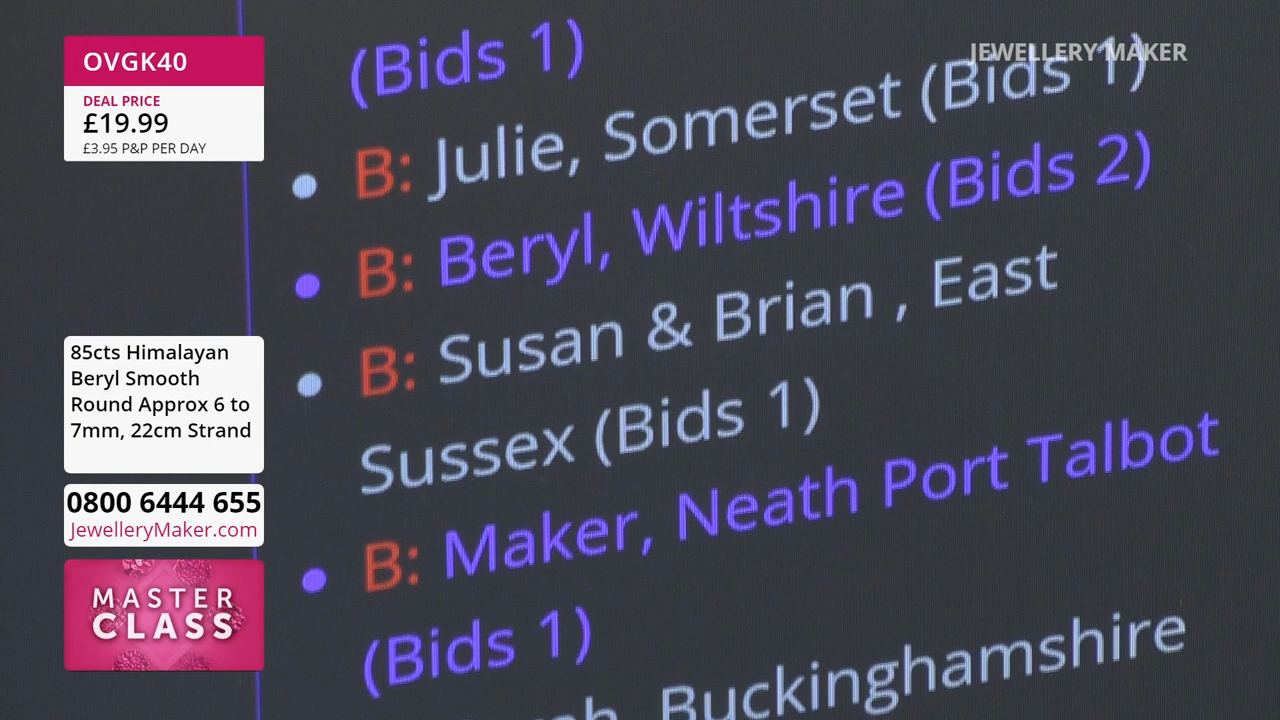 OVGK40
DEAL PRICE
£19.99
£3.95 P&P PER DAY
85cts Himalayan
Beryl Smooth
Round Approx 6 to
7mm, 22cm Strand
0800 6444 655
JewelleryMaker.com
MASTER
CLASS
JEWELLERY MAKER
(Bids 1)
• B: Julie, Somerset (Bids 1)
• B: Beryl, Wiltshire (Bids 2)
• B: Susan & Brian , East
Sussex (Bids 1)
• B: Maker, Neath Port Talbot
(Bids 1)
Buckinghamshire